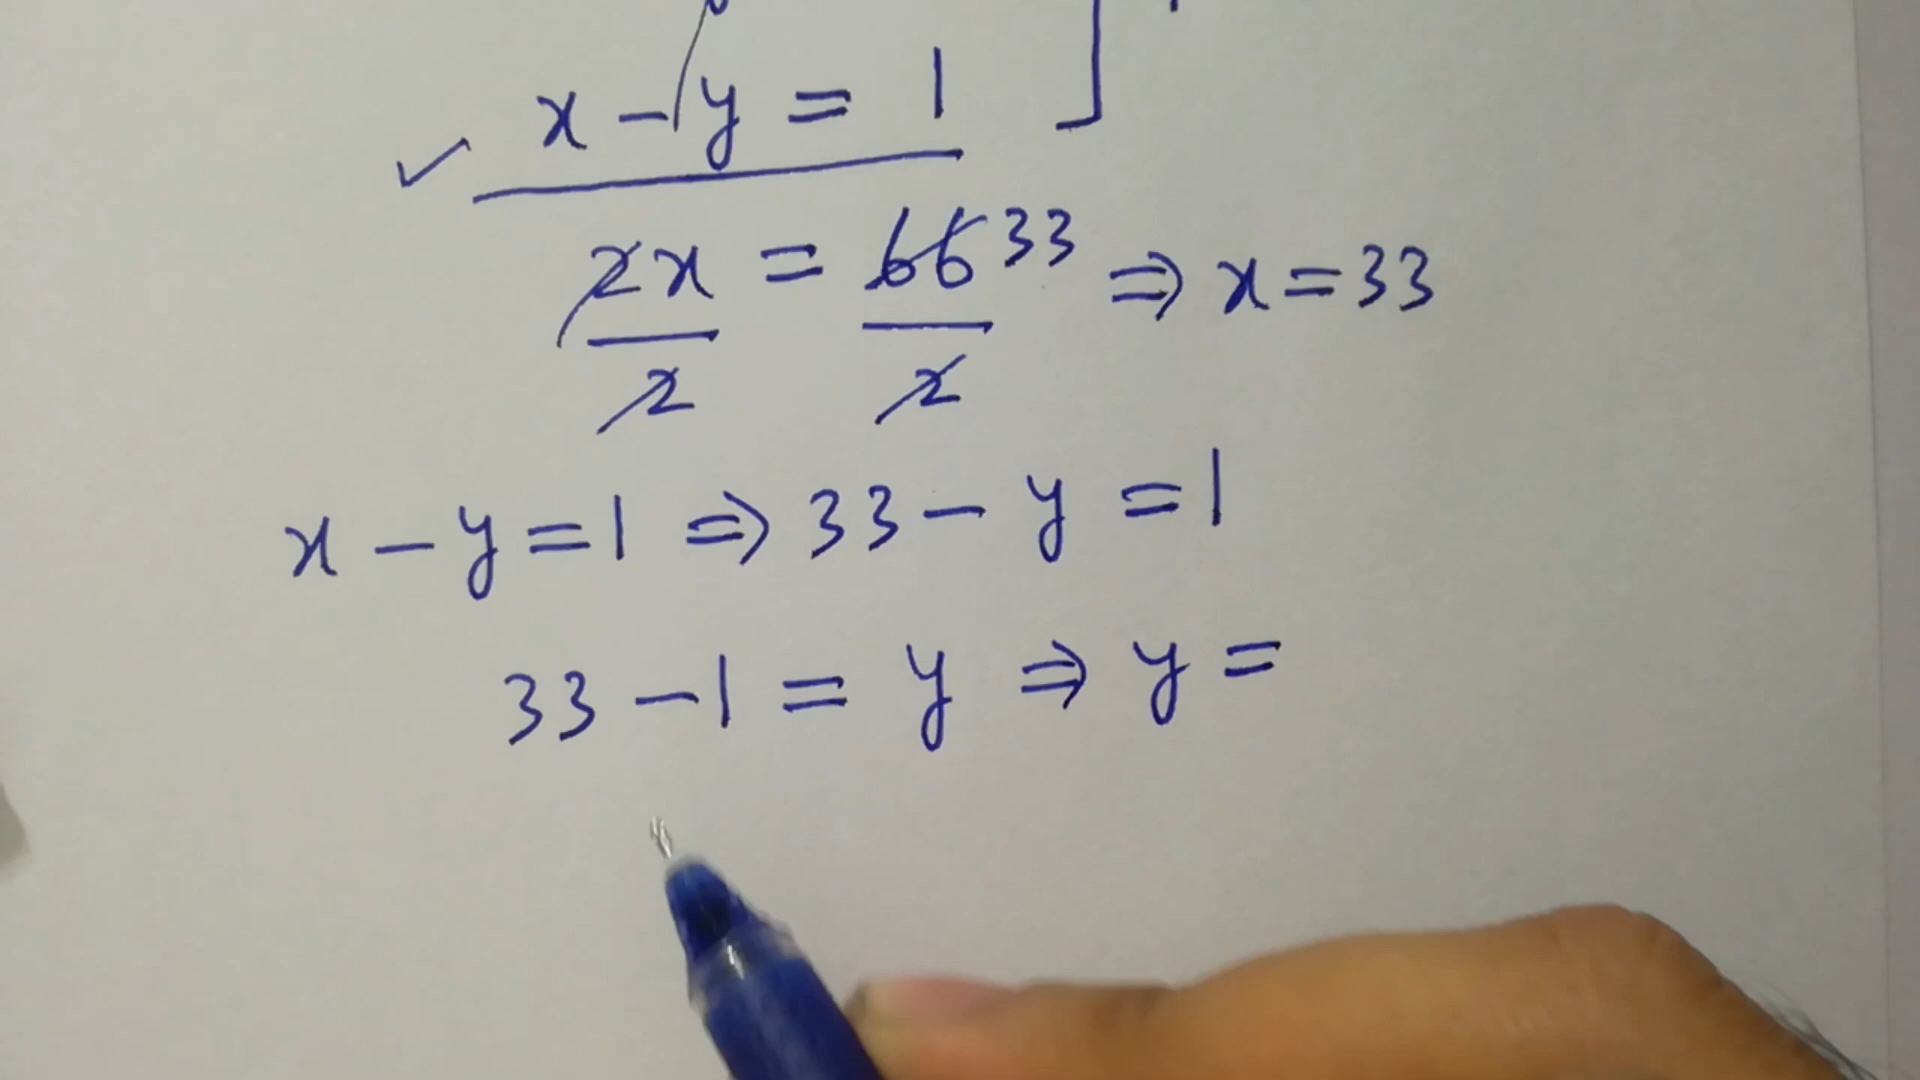 ✓ x - y = 1 ]
2x/2 = 66/2 33 ⇒ x = 33
x - y = 1 ⇒ 33 - y = 1
33 - 1 = y ⇒ y =